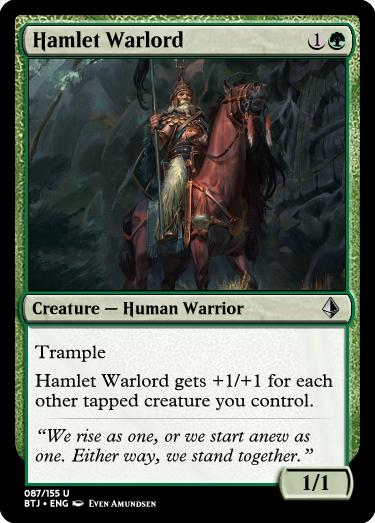 Hamlet Warlord 1
Creature — Human Warrior
Trample
Hamlet Warlord gets +1/+1 for each
other tapped creature you control.
“We rise as one, or we start anew as
one. Either way, we stand together.”
1/1
087/155 U
BTJ • ENG Even Amundsen